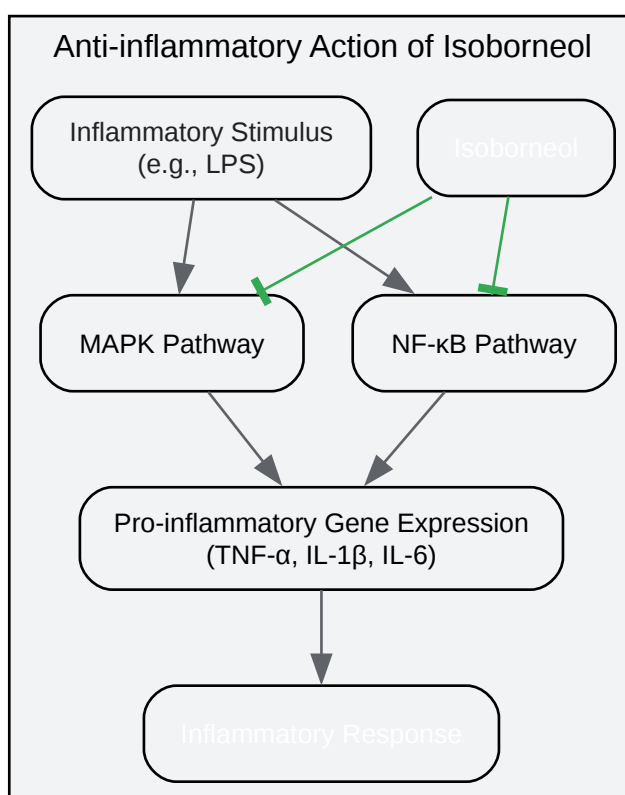 Anti-inflammatory Action of Isoborneol
Inflammatory Stimulus
(e.g., LPS)
Isoborneol
MAPK Pathway
NF-κB Pathway
Pro-inflammatory Gene Expression
(TNF-α, IL-1β, IL-6)
Inflammatory Response